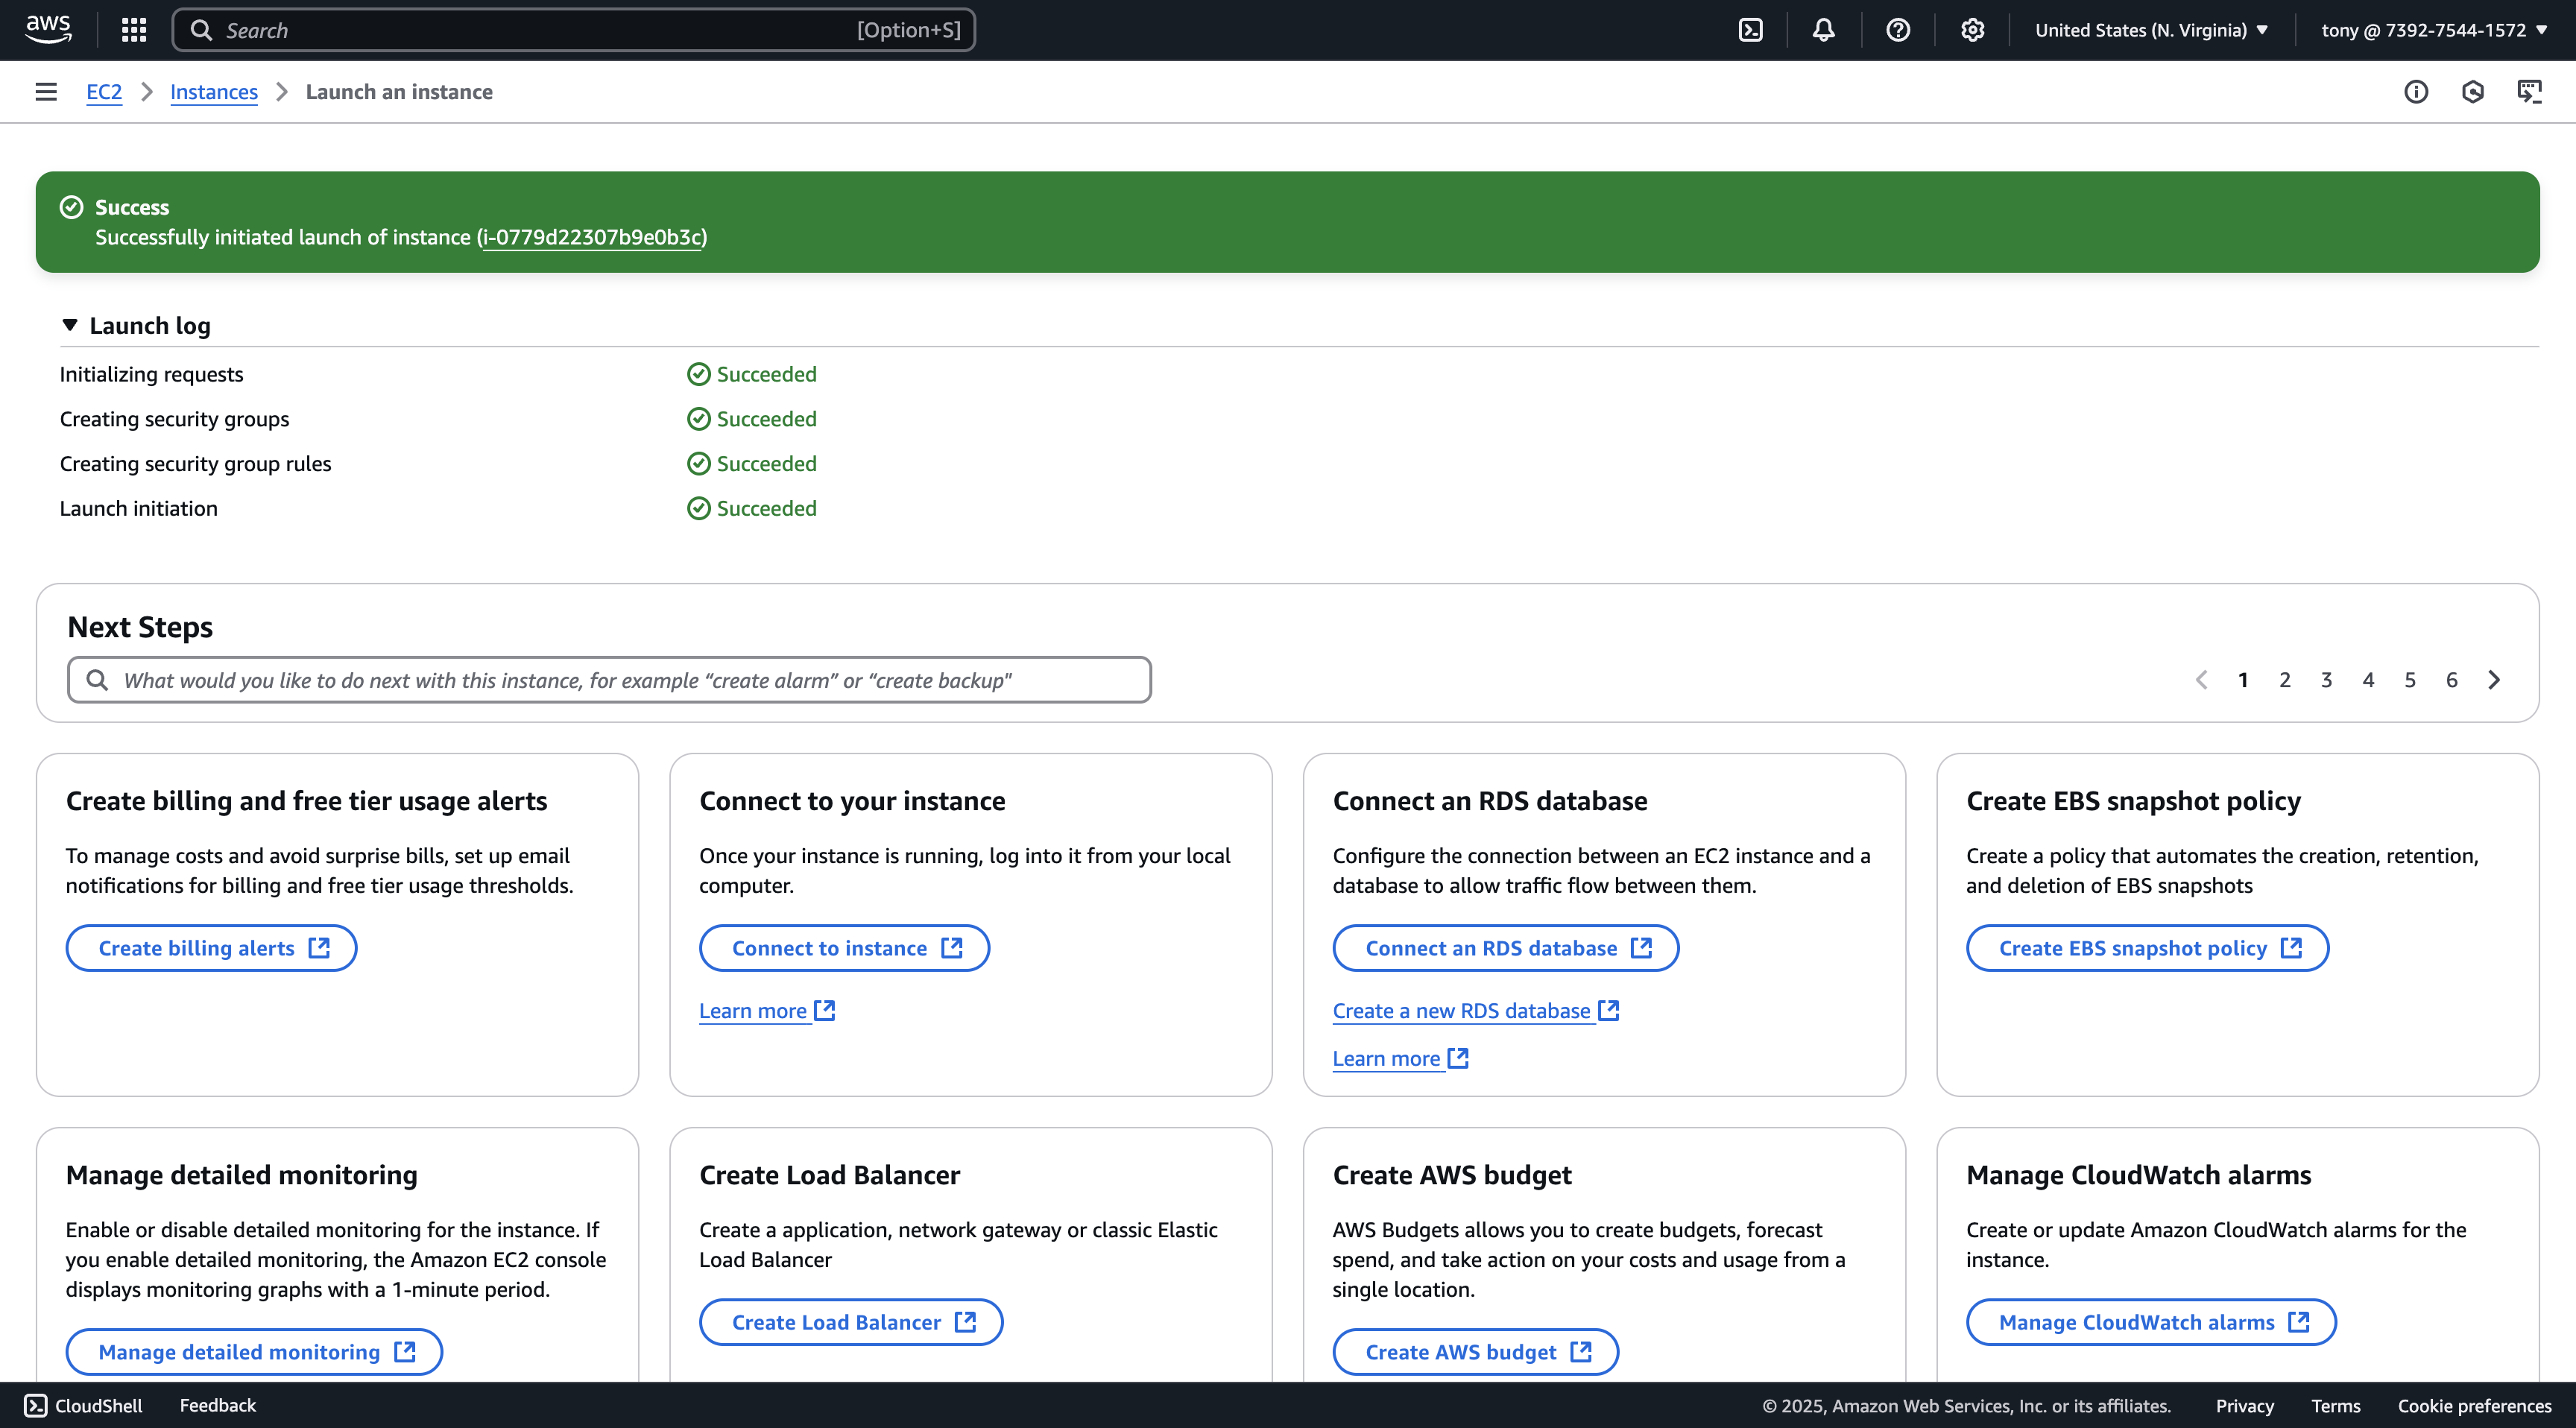 aws
Search [Option+S]
United States (N. Virginia)
tony @ 7392-7544-1572
EC2 Instances Launch an instance
Success
Successfully initiated launch of instance (i-0779d22307b9e0b3c)
Launch log
Initializing requests Succeeded
Creating security groups Succeeded
Creating security group rules Succeeded
Launch initiation Succeeded
Next Steps
What would you like to do next with this instance, for example “create alarm” or “create backup"
1 2 3 4 5 6
Create billing and free tier usage alerts
To manage costs and avoid surprise bills, set up email
notifications for billing and free tier usage thresholds.
Create billing alerts
Connect to your instance
Once your instance is running, log into it from your local
computer.
Connect to instance
Learn more
Connect an RDS database
Configure the connection between an EC2 instance and a
database to allow traffic flow between them.
Connect an RDS database
Create a new RDS database
Learn more
Create EBS snapshot policy
Create a policy that automates the creation, retention,
and deletion of EBS snapshots
Create EBS snapshot policy
Manage detailed monitoring
Enable or disable detailed monitoring for the instance. If
you enable detailed monitoring, the Amazon EC2 console
displays monitoring graphs with a 1-minute period.
Manage detailed monitoring
Create Load Balancer
Create a application, network gateway or classic Elastic
Load Balancer
Create Load Balancer
Create AWS budget
AWS Budgets allows you to create budgets, forecast
spend, and take action on your costs and usage from a
single location.
Create AWS budget
Manage CloudWatch alarms
Create or update Amazon CloudWatch alarms for the
instance.
Manage CloudWatch alarms
CloudShell Feedback
© 2025, Amazon Web Services, Inc. or its affiliates. Privacy Terms Cookie preferences